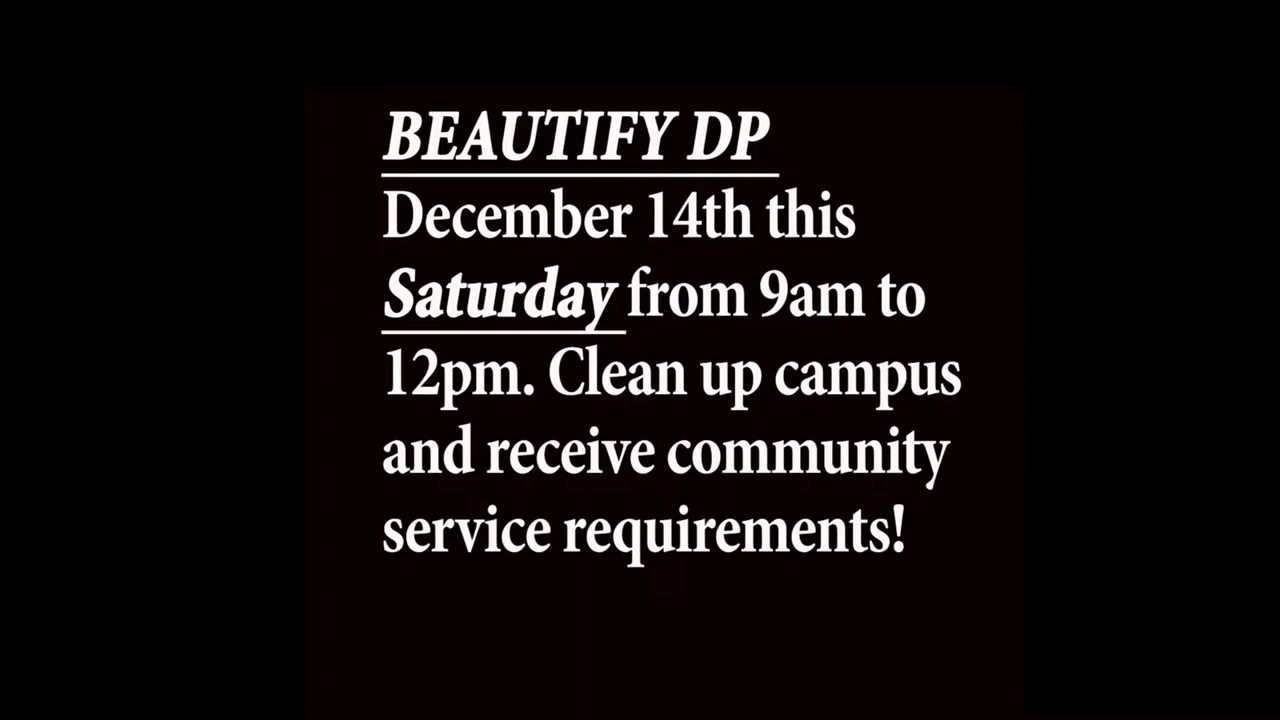 BEAUTIFY DP
December 14th this
Saturday from 9am to
12pm. Clean up campus
and receive community
service requirements!